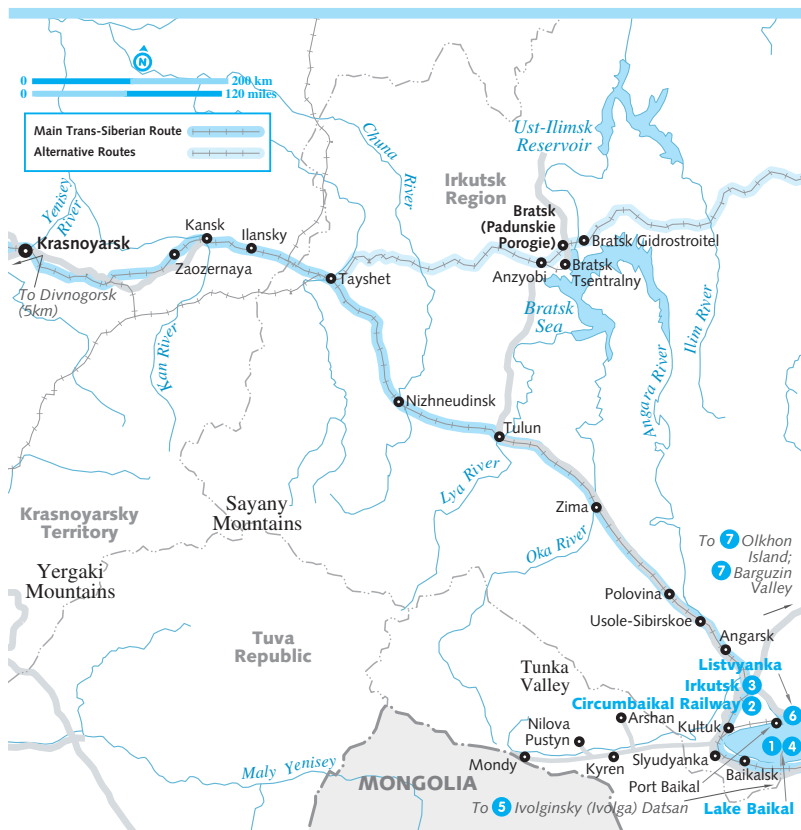 N
0 200 km
0 120 miles
Main Trans-Siberian Route
Alternative Routes
Yenisey
River
Chuna
River
Ust-Ilimsk
Reservoir
Irkutsk
Region
Krasnoyarsk
Kansk
Ilansky
Zaozernaya
Tayshet
To Divnogorsk
(5km)
Bratsk
(Padunskie
Porogie)
Bratsk/Gidrostroitel
Anzyobi
Bratsk
Tsentralny
Bratsk
Sea
Kan River
Ilim River
Angara River
Nizhneudinsk
Tulun
Lya River
Sayany
Mountains
Krasnoyarsky
Territory
Zima
Oka River
To 7 Olkhon
Island;
7 Barguzin
Valley
Yergaki
Mountains
Polovina
Usole-Sibirskoe
Tuva
Republic
Angarsk
Tunka
Valley
Listvyanka
Irkutsk 3
Circumbaikal Railway 2
Arshan
6
Nilova
Pustyn
Kultuk
1 4
Mondy
Kyren
Slyudyanka
Baikalsk
Maly Yenisey
MONGOLIA
Port Baikal
To 5 Ivolginsky (Ivolga) Datsan
Lake Baikal